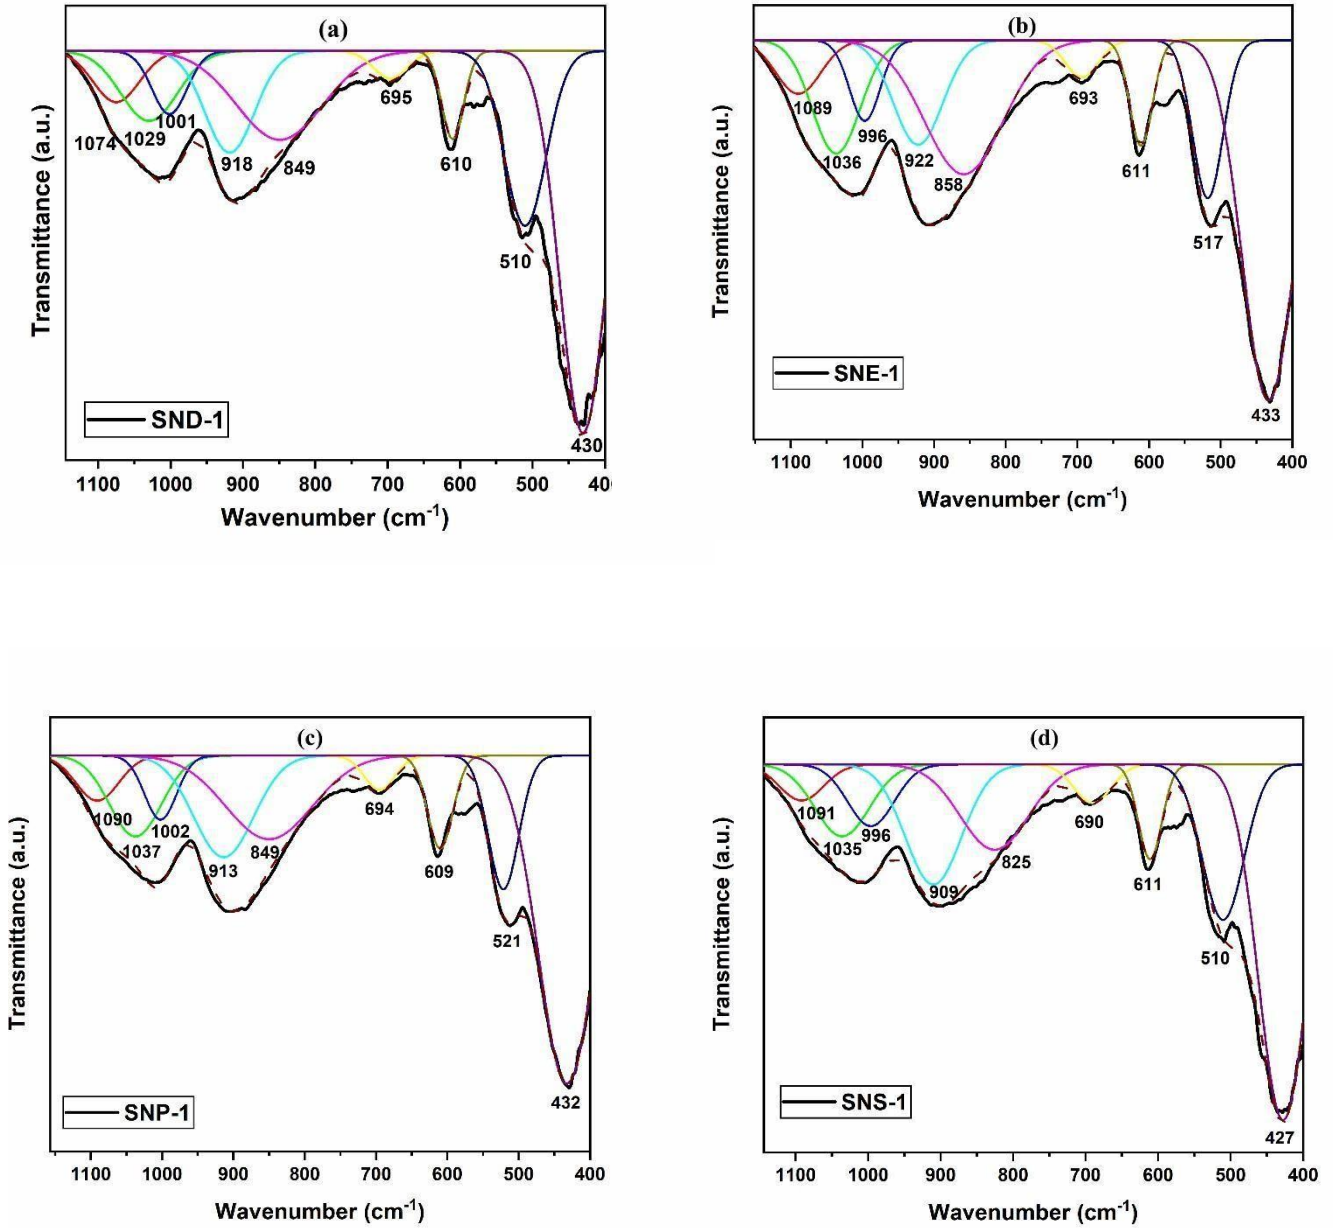 (a)
1074
1029
1001
918
849
695
610
510
430
SND-1
Transmittance (a.u.)
1100 1000 900 800 700 600 500 40
Wavenumber (cm-1)
(b)
1089
1036
996
922
858
693
611
517
433
SNE-1
Transmittance (a.u.)
1100 1000 900 800 700 600 500 400
Wavenumber (cm-1)
(c)
1090
1037
1002
913
849
694
609
521
432
SNP-1
Transmittance (a.u.)
1100 1000 900 800 700 600 500 400
Wavenumber (cm-1)
(d)
1091
1035
996
909
825
690
611
510
427
SNS-1
Transmittance (a.u.)
1100 1000 900 800 700 600 500 400
Wavenumber (cm-1)